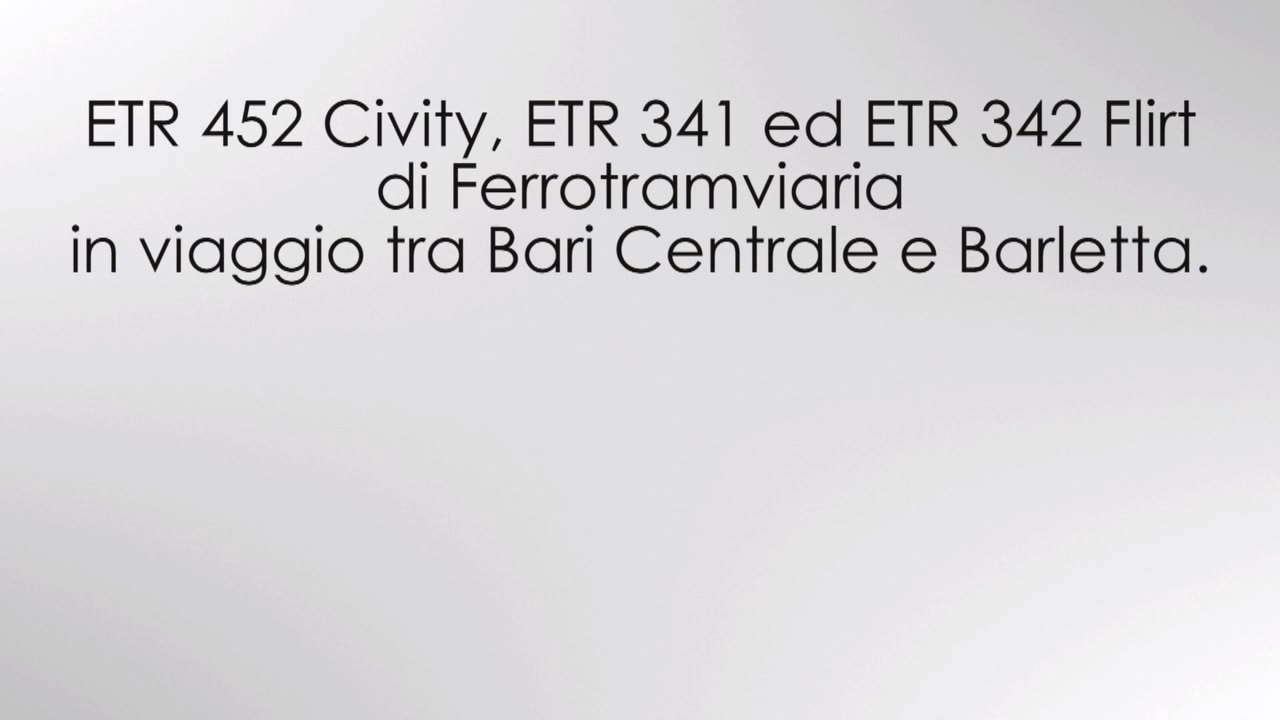 ETR 452 Civity, ETR 341 ed ETR 342 Flirt
di Ferrotramviaria
in viaggio tra Bari Centrale e Barletta.